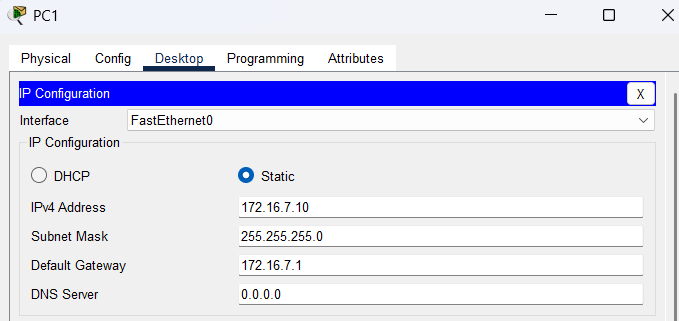 PC1
Physical Config Desktop Programming Attributes
IP Configuration X
Interface FastEthernet0
IP Configuration
DHCP Static
IPv4 Address 172.16.7.10
Subnet Mask 255.255.255.0
Default Gateway 172.16.7.1
DNS Server 0.0.0.0